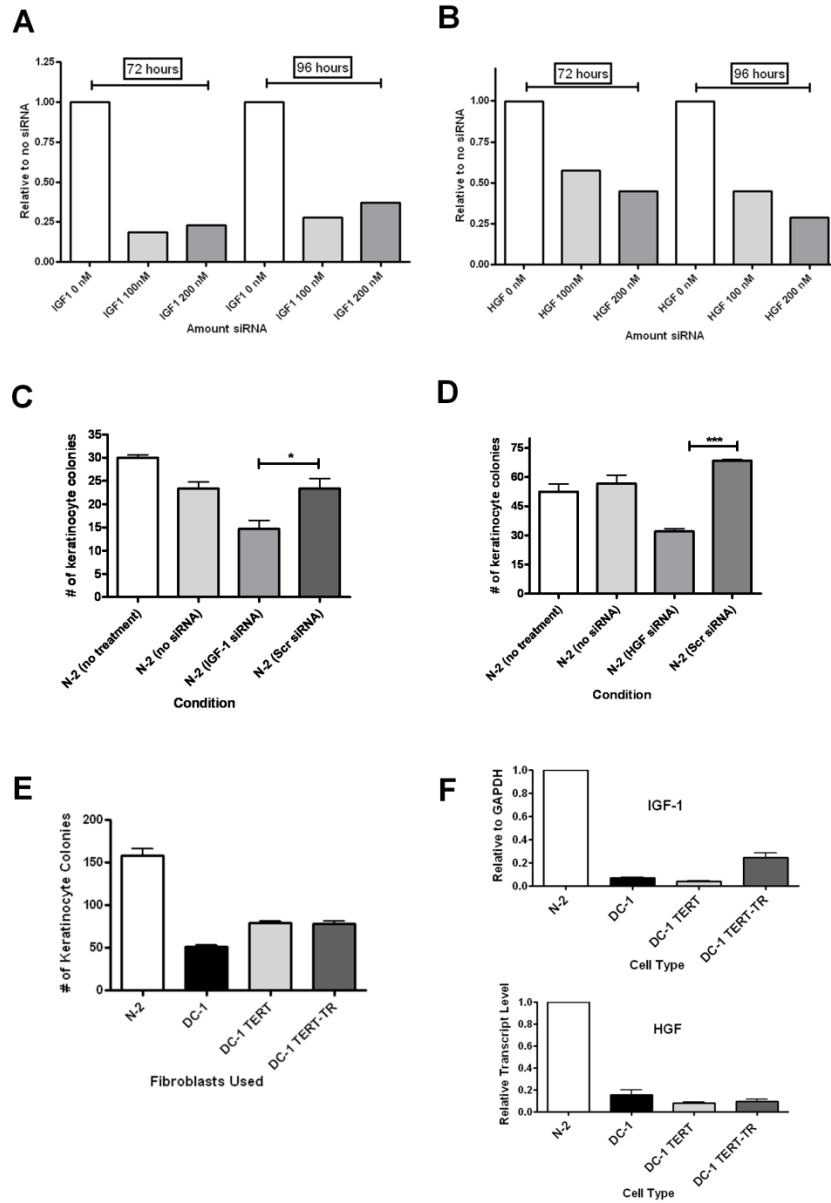 A
Relative to no siRNA
1.25
1.00
0.75
0.50
0.25
0.00
72 hours
96 hours
IGF1 0 nM
IGF1 100nM
IGF1 200 nM
IGF1 0 nM
IGF1 100 nM
IGF1 200 nM
Amount siRNA
B
Relative to no siRNA
1.00
0.75
0.50
0.25
0.00
72 hours
96 hours
HGF 0 nM
HGF 100nM
HGF 200 nM
HGF 0 nM
HGF 100 nM
HGF 200 nM
Amount siRNA
C
# of keratinocyte colonies
35
30
25
20
15
10
5
0
*
N-2 (no treatment)
N-2 (no siRNA)
N-2 (IGF-1 siRNA)
N-2 (Scr siRNA)
Condition
D
# of keratinocyte colonies
75
60
45
30
15
0
***
N-2 (no treatment)
N-2 (no siRNA)
N-2 (HGF siRNA)
N-2 (Scr siRNA)
Condition
E
# of Keratinocyte Colonies
150
100
50
0
N-2
DC-1
DC-1 TERT
DC-1 TERT-TR
Fibroblasts Used
F
Relative to GAPDH
1.0
0.8
0.6
0.4
0.2
0.0
IGF-1
N-2
DC-1
DC-1 TERT
DC-1 TERT-TR
Cell Type
Relative Transcript Level
1.0
0.8
0.6
0.4
0.2
0.0
HGF
N-2
DC-1
DC-1 TERT
DC-1 TERT-TR
Cell Type